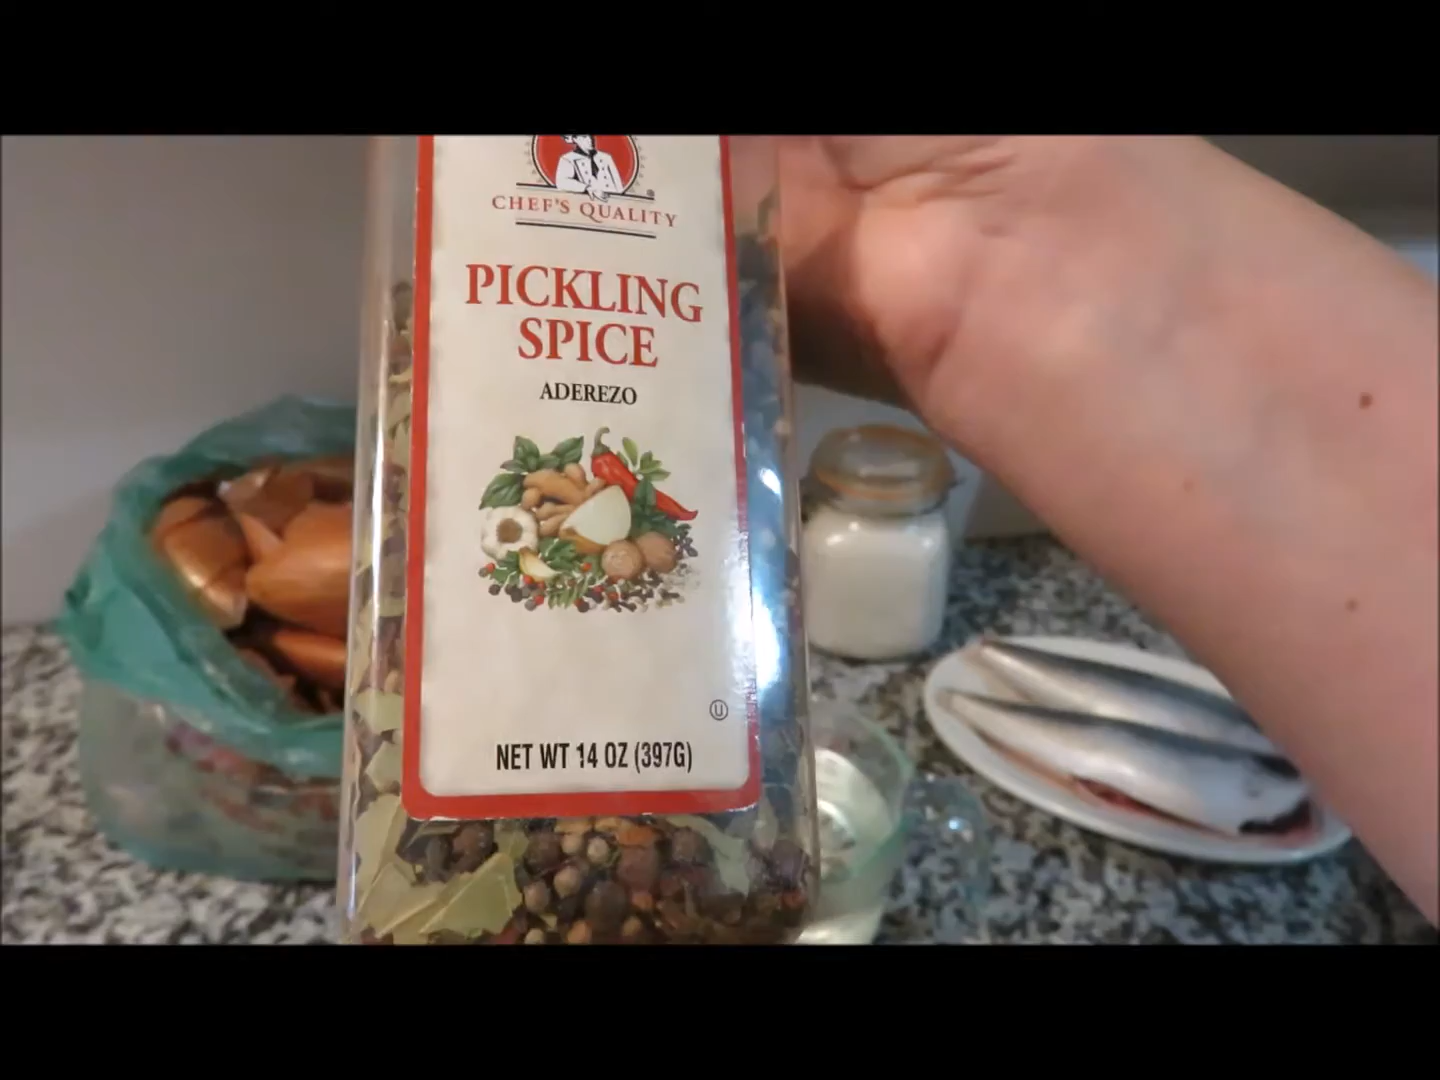 CHEF'S QUALITY
PICKLING
SPICE
ADEREZO
U
NET WT 14 OZ (397G)